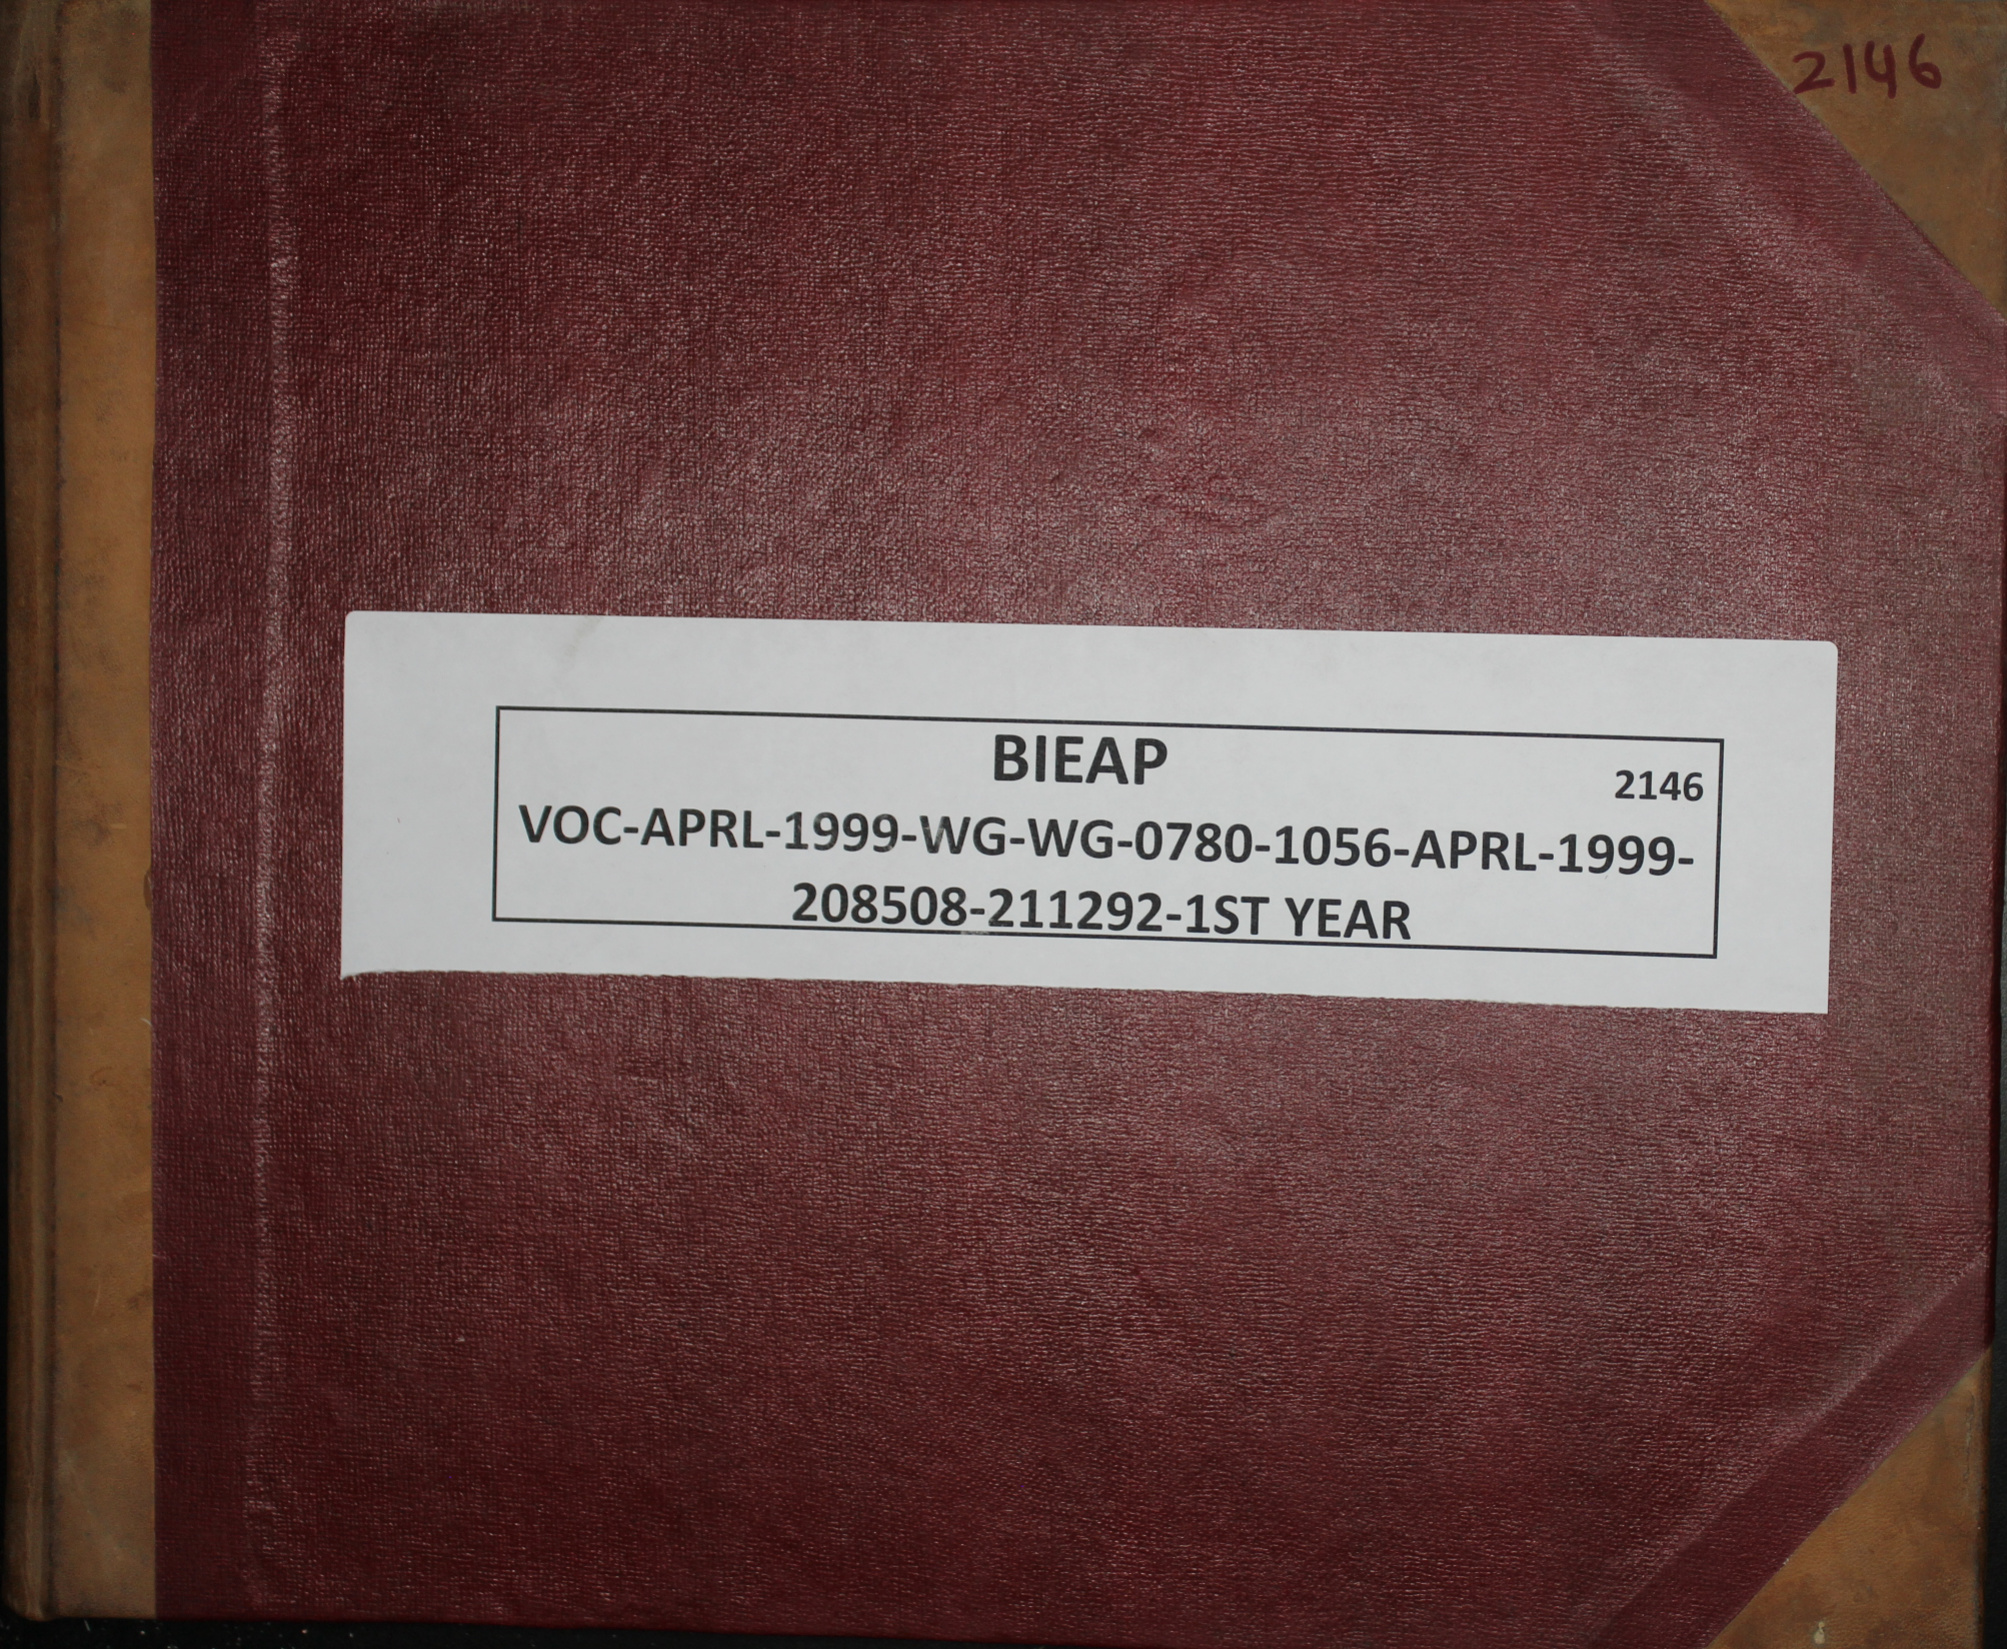 2146
BIEAP
2146
VOC-APRL-1999-WG-WG-0780-1056-APRL-1999-
208508-211292-1ST YEAR